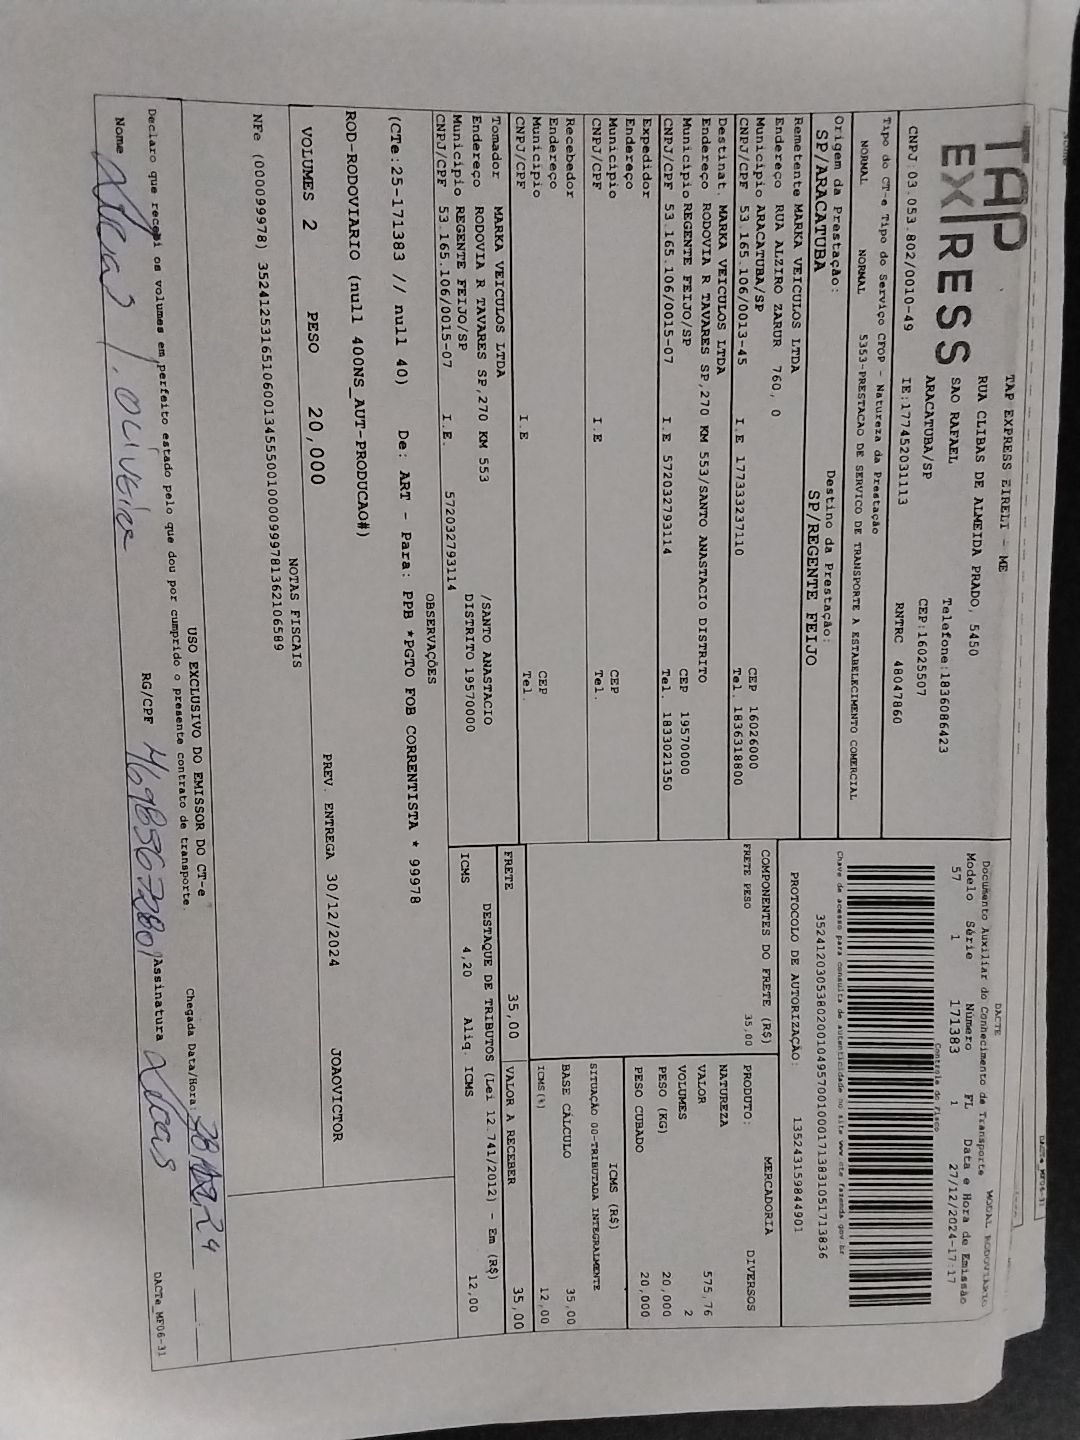 TAP
EXPRESS
TAP EXPRESS EIRELI - ME
RUA CLIBAS DE ALMEIDA PRADO, 5450
SAO RAFAEL Telefone:1836086423
ARACATUBA/SP CEP:16025507
CNPJ:03.053.802/0010-49 IE:177452031113 RNTRC 48047860
DACTE
Documento Auxiliar do Conhecimento de Transporte MODAL RODOVIARIO
Modelo Série Número FL Data e Hora de Emissão
57 1 171383 1 27/12/2024-17:17
Controle do Fisco
Tipo do CT-e Tipo do Serviço CFOP - Natureza da Prestação
NORMAL NORMAL 5353-PRESTACAO DE SERVICO DE TRANSPORTE A ESTABELECIMENTO COMERCIAL
Chave de acesso para consulta de autenticidade no site www.cte.fazenda.gov.br
35241203053802001049570010001713831051713836
Origem da Prestação: Destino da Prestação:
SP/ARACATUBA SP/REGENTE FEIJO
PROTOCOLO DE AUTORIZAÇÃO: 135243159844901
Remetente MARKA VEICULOS LTDA
Endereço RUA ALZIRO ZARUR 760, 0
Município ARACATUBA/SP CEP 16026000
CNPJ/CPF 53.165.106/0013-45 I.E 177333237110 Tel. 1836318800
Destinat. MARKA VEICULOS LTDA
Endereço RODOVIA R TAVARES SP,270 KM 553/SANTO ANASTACIO DISTRITO
Município REGENTE FEIJO/SP CEP 19570000
CNPJ/CPF 53.165.106/0015-07 I.E 572032793114 Tel. 1833021350
Expedidor
Endereço
Município CEP
CNPJ/CPF I.E Tel.
Recebedor
Endereço
Município CEP
CNPJ/CPF I.E Tel.
Tomador MARKA VEICULOS LTDA
Endereço RODOVIA R TAVARES SP,270 KM 553 /SANTO ANASTACIO
Município REGENTE FEIJO/SP DISTRITO 19570000
CNPJ/CPF 53.165.106/0015-07 I.E. 572032793114
COMPONENTES DO FRETE (R$)
FRETE PESO 35,00
MERCADORIA
PRODUTO: DIVERSOS
NATUREZA
VALOR 575,76
VOLUMES 2
PESO (KG) 20,000
PESO CUBADO 20,000
ICMS (R$)
SITUAÇÃO 00-TRIBUTADA INTEGRALMENTE
BASE CÁLCULO 35,00
ICMS(%) 12,00
FRETE 35,00 VALOR A RECEBER 35,00
DESTAQUE DE TRIBUTOS (Lei 12.741/2012) - Em (R$)
ICMS 4,20 Aliq. ICMS 12,00
OBSERVAÇÕES
(CTe:25-171383 // null 40) De: ART - Para: PPB *PGTO FOB CORRENTISTA * 99978
ROD-RODOVIARIO (null 400NS_AUT-PRODUCAO#)
VOLUMES 2 PESO 20,000 PREV. ENTREGA 30/12/2024 JOAOVICTOR
NOTAS FISCAIS
NFe (000099978) 35241253165106001345550010000999781362106589
USO EXCLUSIVO DO EMISSOR DO CT-e
Declaro que recebi os volumes em perfeito estado pelo que dou por cumprido o presente contrato de transporte. Chegada Data/Hora:
Nome Oliveira RG/CPF Assinatura
DACTe_MF06-31